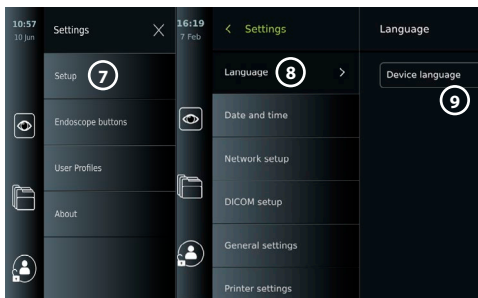 10:57
10 Jun
Settings
Setup
7
Endoscope buttons
User Profiles
About
16:19
7 Feb
Settings
Language
8
Date and time
Network setup
DICOM setup
General settings
Printer settings
Language
Device language
9